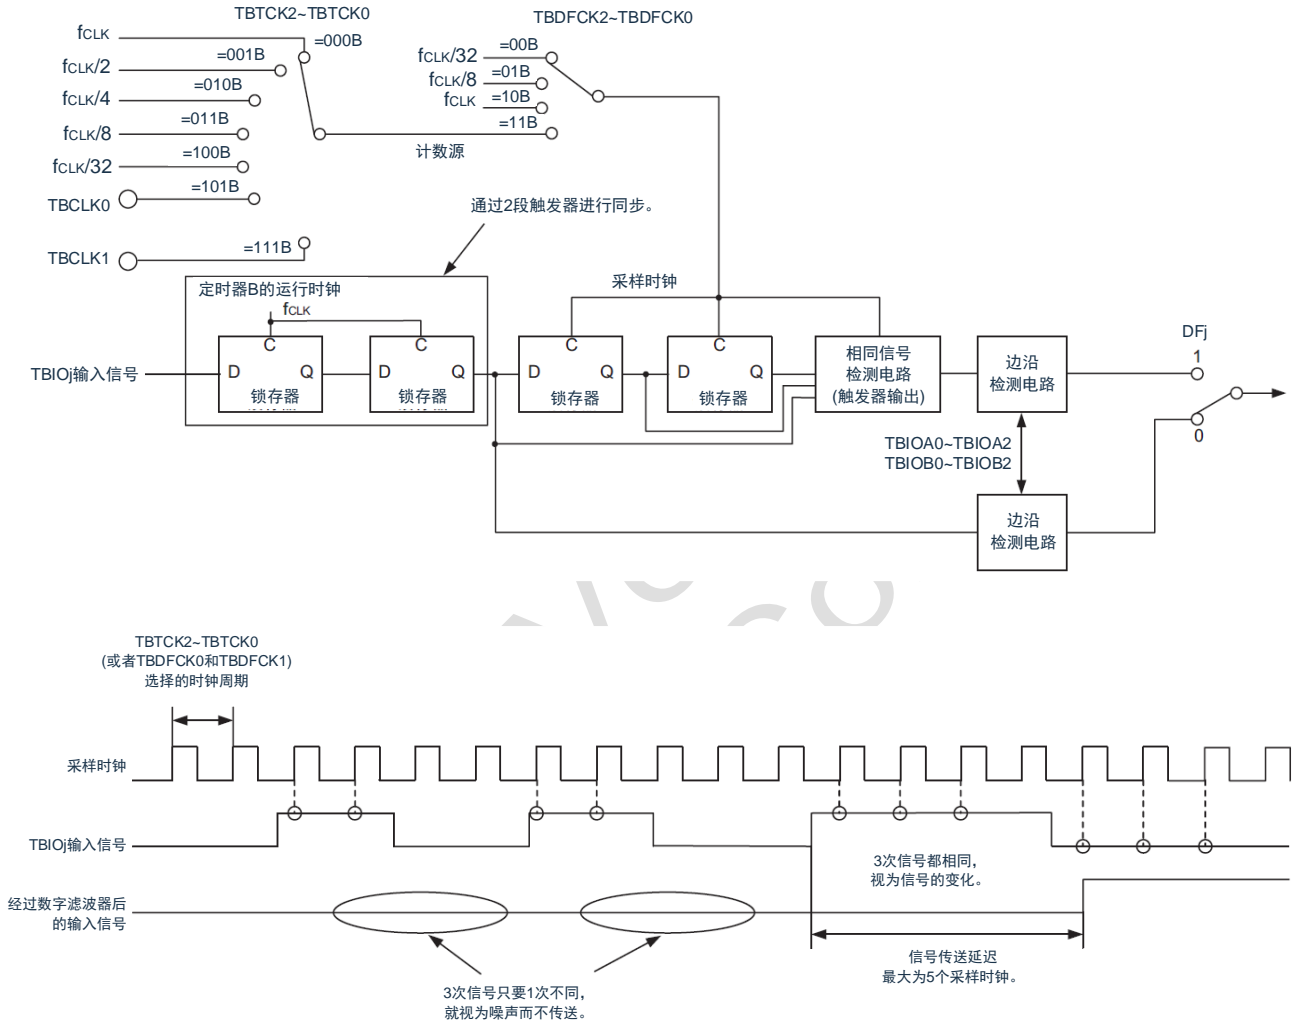 TBTCK2~TBTCK0
TBDFCK2~TBDFCK0
fCLK
=000B
fCLK/2
=001B
fCLK/4
=010B
fCLK/8
=011B
fCLK/32
=100B
TBCLK0
=101B
TBCLK1
=111B
fCLK/32
=00B
fCLK/8
=01B
fCLK
=10B
=11B
计数源
通过2段触发器进行同步。
定时器B的运行时钟
fCLK
采样时钟
TBIOj输入信号
C
D
Q
锁存器
C
D
Q
锁存器
C
D
Q
锁存器
C
D
Q
锁存器
相同信号
检测电路
(触发器输出)
边沿
检测电路
DFj
1
0
TBIOA0~TBIOA2
TBIOB0~TBIOB2
边沿
检测电路
TBTCK2~TBTCK0
(或者TBDFCK0和TBDFCK1)
选择的时钟周期
采样时钟
TBIOj输入信号
3次信号都相同，
视为信号的变化。
经过数字滤波器后
的输入信号
信号传送延迟
最大为5个采样时钟。
3次信号只要1次不同，
就视为噪声而不传送。